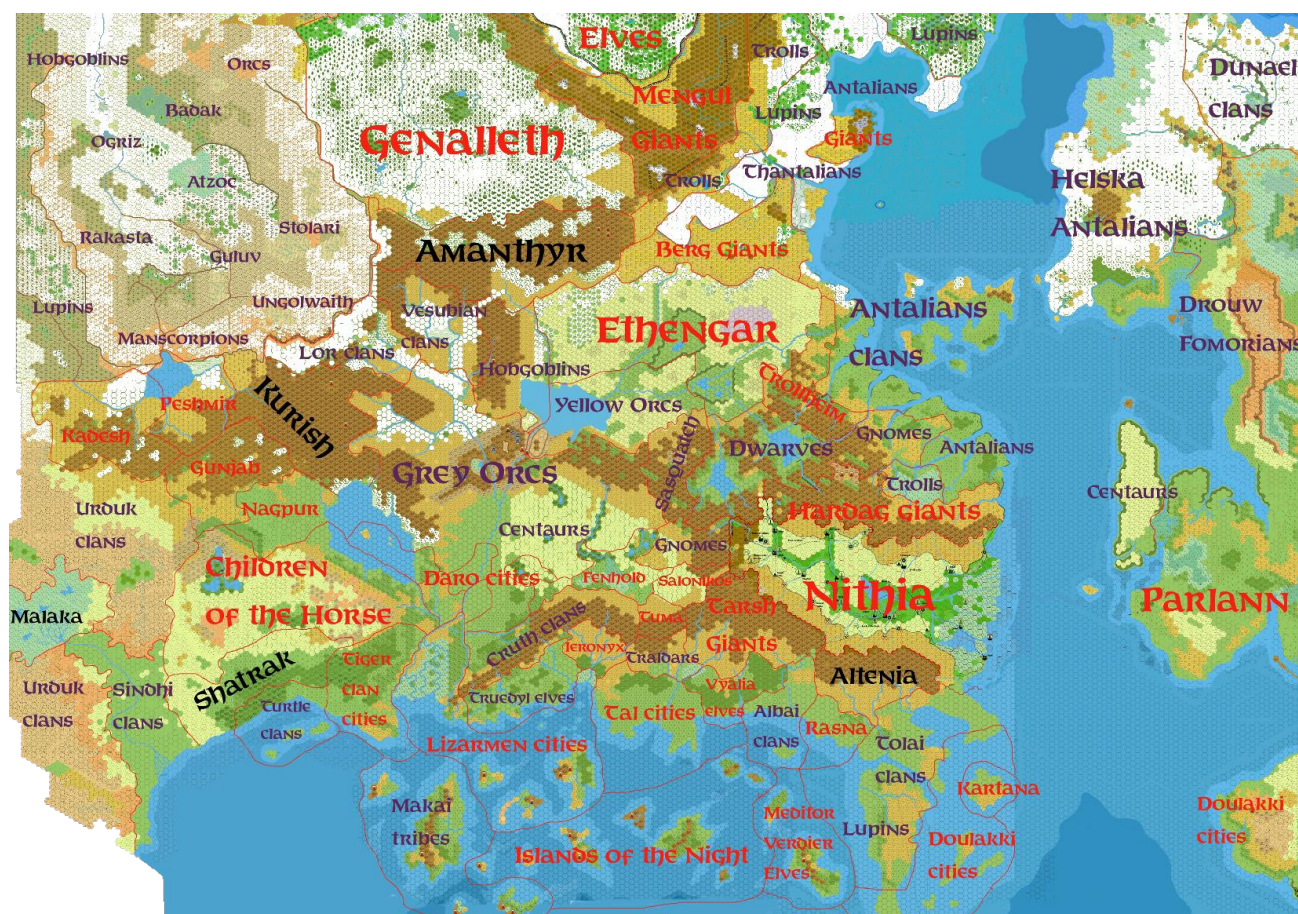 Elves
Trolls
Lupins
Hobgoblins
Orcs
Dunael
clans
Mengul
Giants
Antalians
Badak
Lupins
Genalleth
Giants
Ogriz
Atzoc
Trolls
Thantalians
Helska
Antalians
Rakasta
Stolari
Guluv
Amanthyr
Berg Giants
Lupins
Ungolwaith
Vesubian
clans
Antalians
clans
Drouw
Fomorians
Manscorpions
Lor clans
Ethengar
Hobgoblins
Trollheim
Peshmir
Kurish
Yellow Orcs
Kadesh
Gnomes
Dwarves
Antalians
Sasquatch
Gunjab
Grey Orcs
Trolls
Centaurs
Urduk
clans
Nagpur
Hardag Giants
Centaurs
Gnomes
Children
of the Horse
Daro cities
Fenhold
Salonikos
Nithia
Parlann
Malaka
Tuma
Tarsh
Giants
Cruth clans
Ieronyx
Traldars
Shatrak
Tiger
clan
cities
Altenia
Urduk
clans
Sindhi
clans
Turtle
clans
Truedyl elves
Vyalia
elves
Tal cities
Albai
clans
Rasna
Lizarmen cities
Tolai
clans
Kartana
Makai
tribes
Meditor
Verdier
Elves
Lupins
Doulakki
cities
Doulakki
cities
Islands of the Night